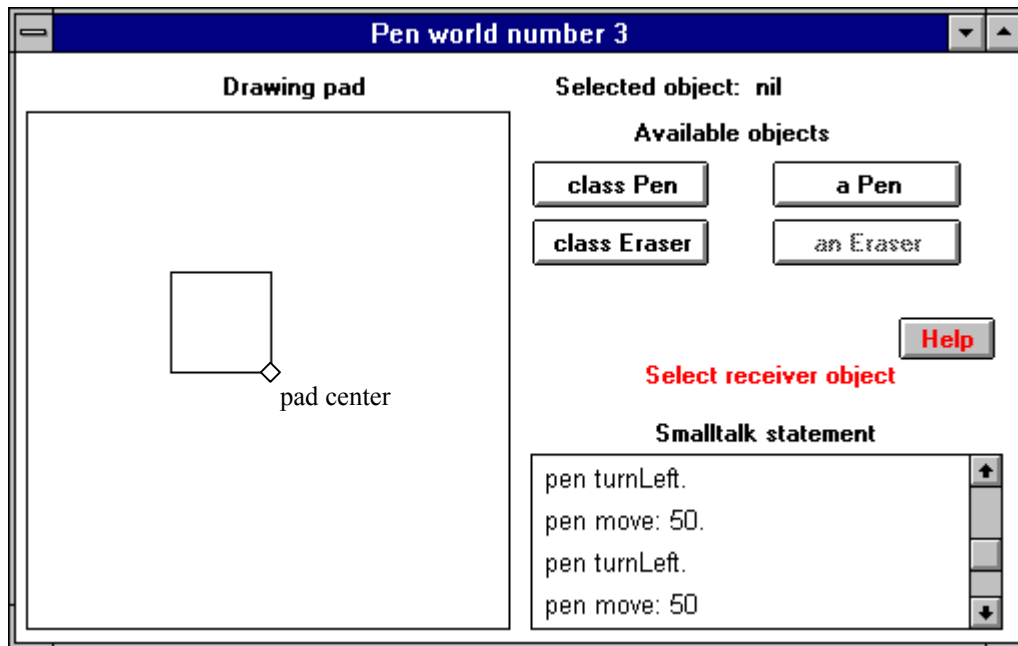 Pen world number 3
Drawing pad
Selected object: nil
Available objects
class Pen
a Pen
class Eraser
an Eraser
Help
Select receiver object
pad center
Smalltalk statement
pen turnLeft.
pen move: 50.
pen turnLeft.
pen move: 50